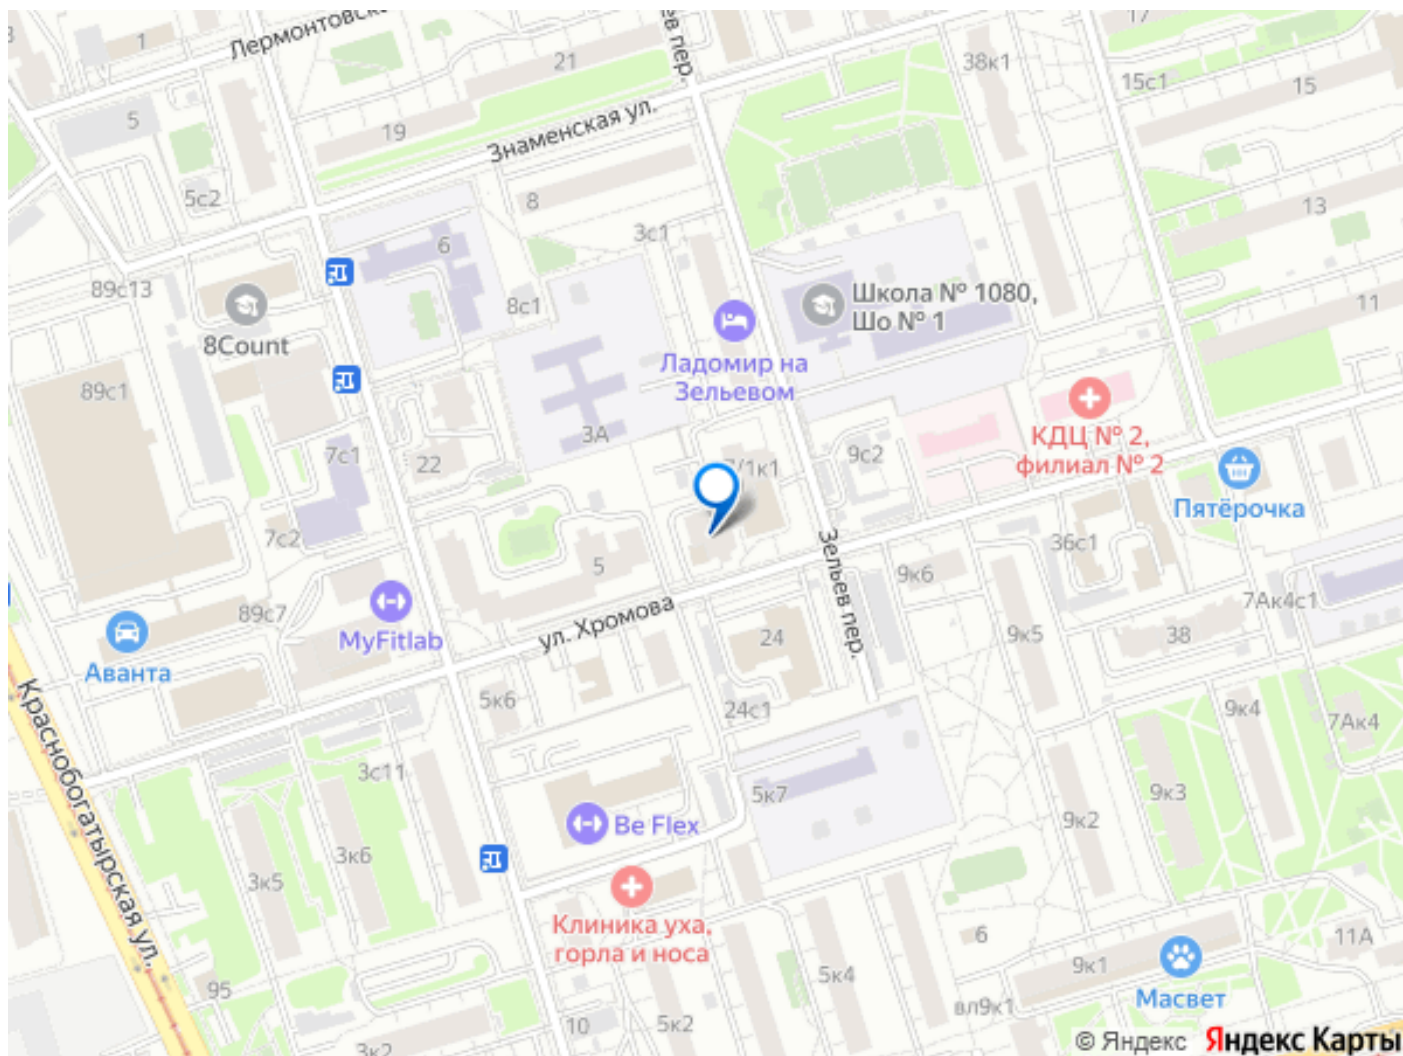 Лермонтовск
ев пер.
17
1
21
38к1
15с1
15
5
19
Знаменская ул.
5с2
8
3с1
13
6
89с13
8с1
Школа № 1080,
Шо № 1
11
8Count
Ладомир на
Зельевом
89с1
3А
КДЦ № 2,
филиал № 2
7с1
22
7/1к1
9с2
Пятёрочка
7с2
5
Зельев пер.
36с1
9к6
89с7
ул. Хромова
7Ак4с1
MyFitlab
24
9к5
38
Аванта
5к6
24с1
9к4
7Ак4
Краснобогатырская ул.
3с11
5к7
9к3
Be Flex
9к2
3к6
3к5
Клиника уха,
горла и носа
6
11А
95
5к4
9к1
Масвет
вл9к1
10
5к2
3к2
© Яндекс Яндекс Карты